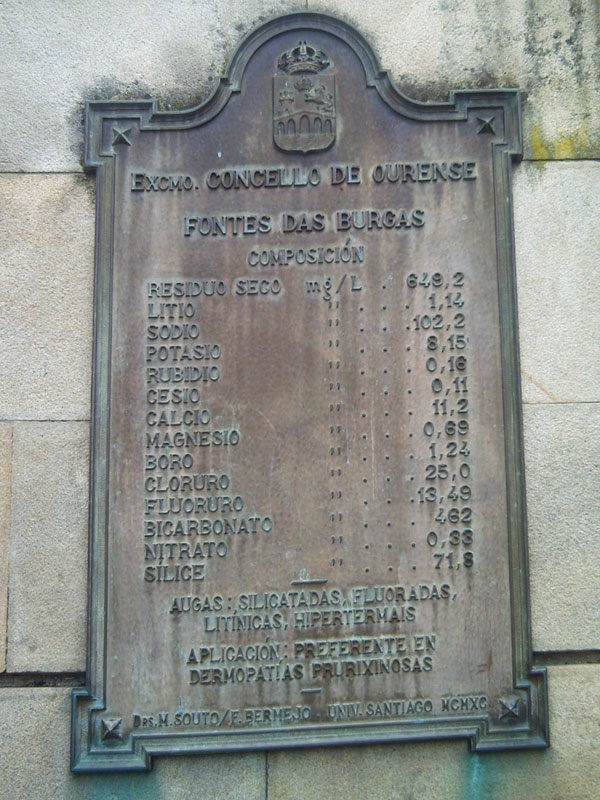 EXCMO. CONCELLO DE OURENSE
FONTES DAS BURGAS
COMPOSICIÓN
RESIDUO SECO mg/L . 649,2
LITIO " . . 1,14
SODIO " . . .102,2
POTASIO " . . 8,15
RUBIDIO " . . . 0,16
CESIO " . . . 0,11
CALCIO " . . . 11,2
MAGNESIO " . . . 0,69
BORO " . . . 1,24
CLORURO " . . . 25,0
FLUORURO " . . .13,49
BICARBONATO " . . . 462
NITRATO " . . . 0,33
SÍLICE " . . . 71,8
AUGAS: SILICATADAS, FLUORADAS,
LITÍNICAS, HIPERTERMAIS
APLICACIÓN: PREFERENTE EN
DERMOPATÍAS PRURIXINOSAS
DRS. M. SOUTO/F. BERMEJO - UNIV. SANTIAGO MCMXC